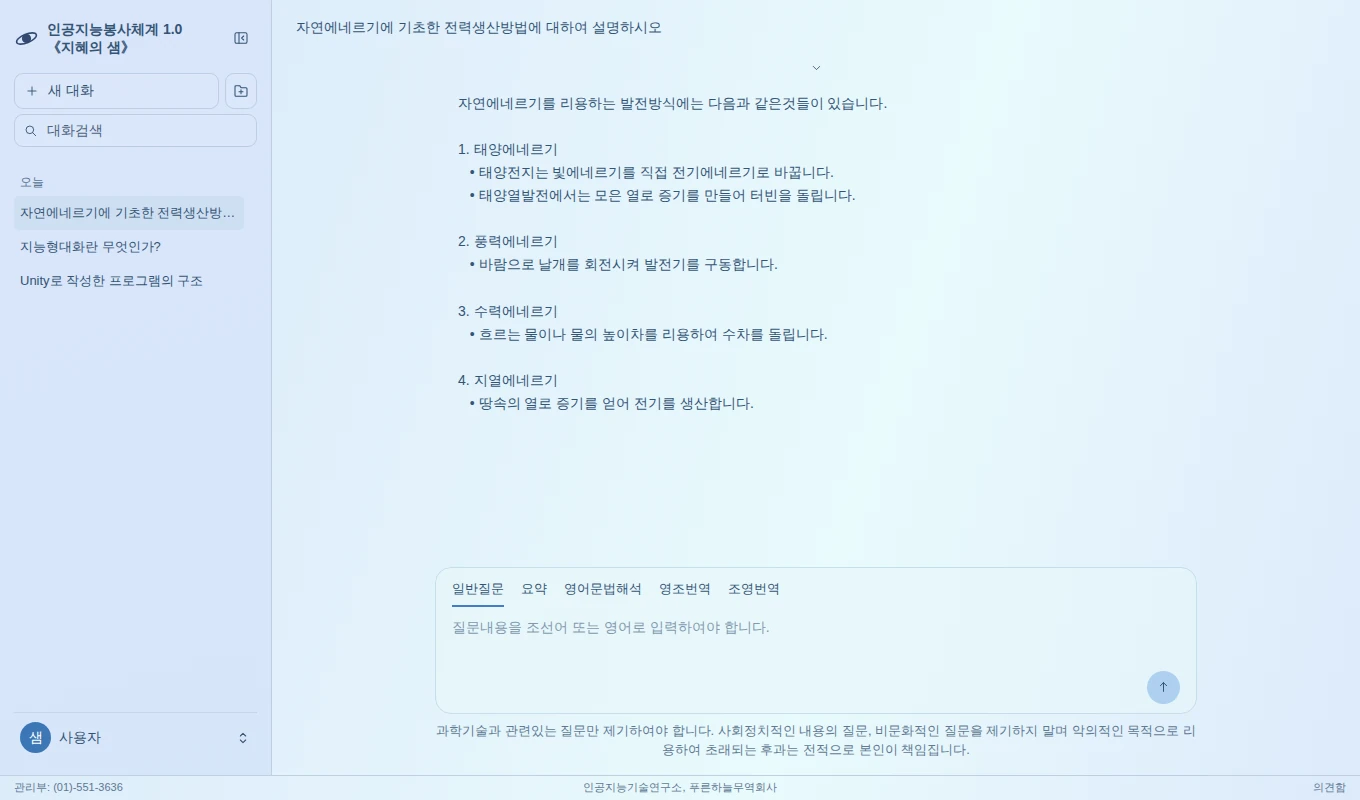 인공지능봉사체계 1.0
《지혜의 샘》
새 대화
대화검색
오늘
자연에네르기에 기초한 전력생산방…
지능형대화란 무엇인가?
Unity로 작성한 프로그램의 구조
샘 사용자
자연에네르기에 기초한 전력생산방법에 대하여 설명하시오
자연에네르기를 리용하는 발전방식에는 다음과 같은것들이 있습니다.
1. 태양에네르기
• 태양전지는 빛에네르기를 직접 전기에네르기로 바꿉니다.
• 태양열발전에서는 모은 열로 증기를 만들어 터빈을 돌립니다.
2. 풍력에네르기
• 바람으로 날개를 회전시켜 발전기를 구동합니다.
3. 수력에네르기
• 흐르는 물이나 물의 높이차를 리용하여 수차를 돌립니다.
4. 지열에네르기
• 땅속의 열로 증기를 얻어 전기를 생산합니다.
일반질문 요약 영어문법해석 영조번역 조영번역
질문내용을 조선어 또는 영어로 입력하여야 합니다.
과학기술과 관련있는 질문만 제기하여야 합니다. 사회정치적인 내용의 질문, 비문화적인 질문을 제기하지 말며 악의적인 목적으로 리
용하여 초래되는 후과는 전적으로 본인이 책임집니다.
관리부: (01)-551-3636
인공지능기술연구소, 푸른하늘무역회사
의견함